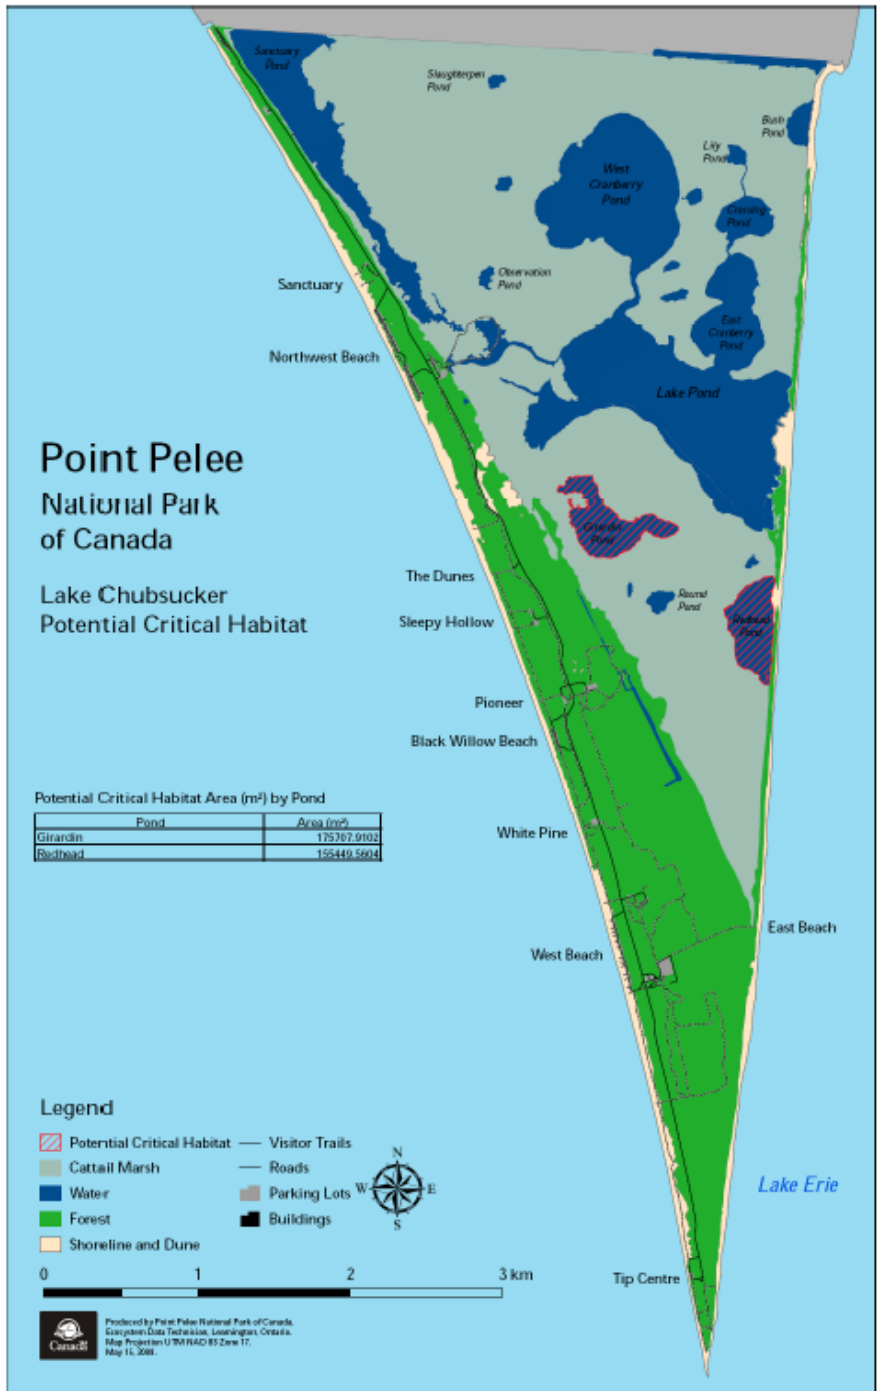 Sanctuary
Pond
Slaughterpen
Pond
Bush
Pond
Lily
Pond
West
Cranberry
Pond
Crossing
Pond
Observation
Pond
East
Cranberry
Pond
Sanctuary
Northwest Beach
Lake Pond
Point Pelee
National Park
of Canada
Lake Chubsucker
Potential Critical Habitat
Girardin
Pond
Round
Pond
Redhead
Pond
The Dunes
Sleepy Hollow
Pioneer
Black Willow Beach
Potential Critical Habitat Area (m²) by Pond
Pond Area (m²)
Girardin 175707.9102
Redhead 155449.5604
White Pine
East Beach
West Beach
Legend
Potential Critical Habitat
Cattail Marsh
Water
Forest
Shoreline and Dune
Visitor Trails
Roads
Parking Lots
Buildings
N
W E
S
Lake Erie
0 1 2 3 km
Tip Centre
Canada
Produced by Point Pelee National Park of Canada.
Ecosystem Data Technician, Leamington, Ontario.
Map Projection UTM NAD 83 Zone 17.